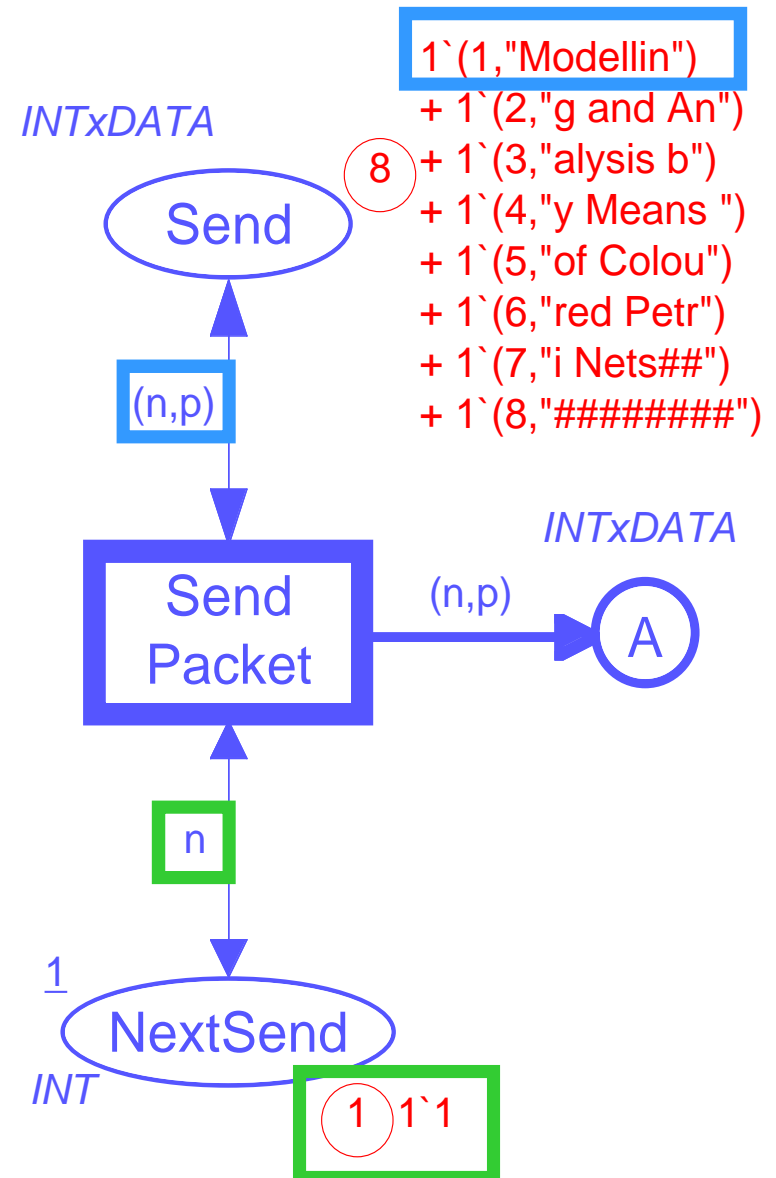 1`(1,"Modellin")
INTxDATA
+ 1`(2,"g and An")
8
+ 1`(3,"alysis b")
Send
+ 1`(4,"y Means ")
+ 1`(5,"of Colou")
+ 1`(6,"red Petr")
+ 1`(7,"i Nets##")
(n,p)
+ 1`(8,"########")
INTxDATA
Send
Packet
(n,p)
A
n
1
NextSend
INT
1 1`1